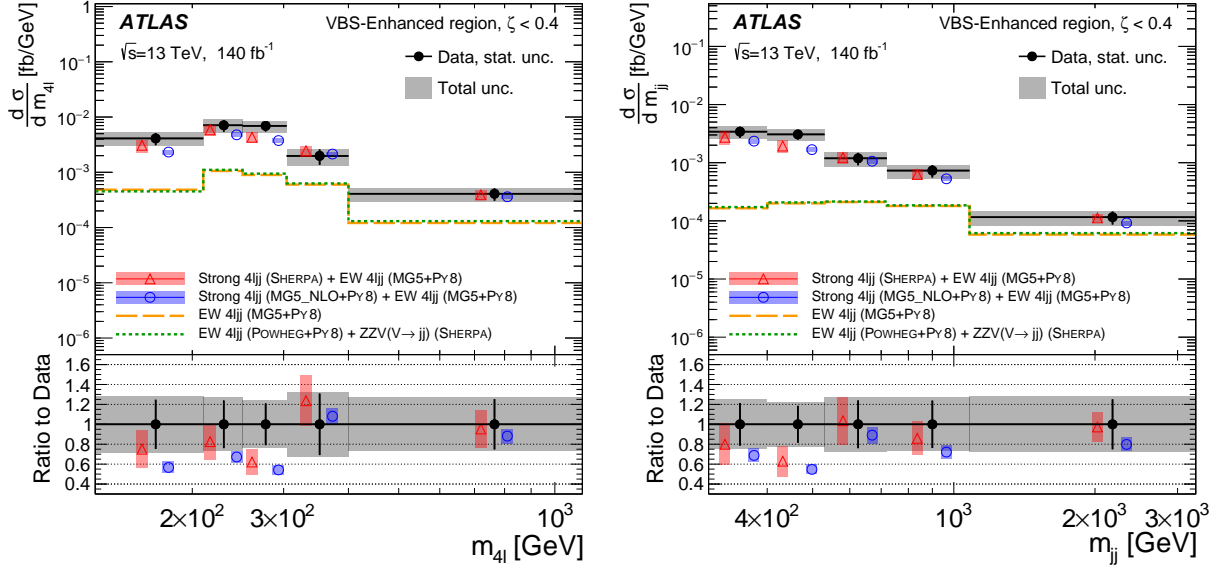 ATLAS
VBS-Enhanced region, ζ < 0.4
√s=13 TeV, 140 fb⁻¹
Data, stat. unc.
Total unc.
d σ / d m4l [fb/GeV]
10⁻¹
10⁻²
10⁻³
10⁻⁴
10⁻⁵
10⁻⁶
Strong 4ljj (SHERPA) + EW 4ljj (MG5+PY8)
Strong 4ljj (MG5_NLO+PY8) + EW 4ljj (MG5+PY8)
EW 4ljj (MG5+PY8)
EW 4ljj (POWHEG+PY8) + ZZV(V→ jj) (SHERPA)
Ratio to Data
1.6
1.4
1.2
1
0.8
0.6
0.4
2×10² 3×10² 10³
m4l [GeV]
ATLAS
VBS-Enhanced region, ζ < 0.4
√s=13 TeV, 140 fb⁻¹
Data, stat. unc.
Total unc.
d σ / d mjj [fb/GeV]
10⁻¹
10⁻²
10⁻³
10⁻⁴
10⁻⁵
10⁻⁶
Strong 4ljj (SHERPA) + EW 4ljj (MG5+PY8)
Strong 4ljj (MG5_NLO+PY8) + EW 4ljj (MG5+PY8)
EW 4ljj (MG5+PY8)
EW 4ljj (POWHEG+PY8) + ZZV(V→ jj) (SHERPA)
Ratio to Data
1.6
1.4
1.2
1
0.8
0.6
0.4
4×10² 10³ 2×10³ 3×10³
mjj [GeV]